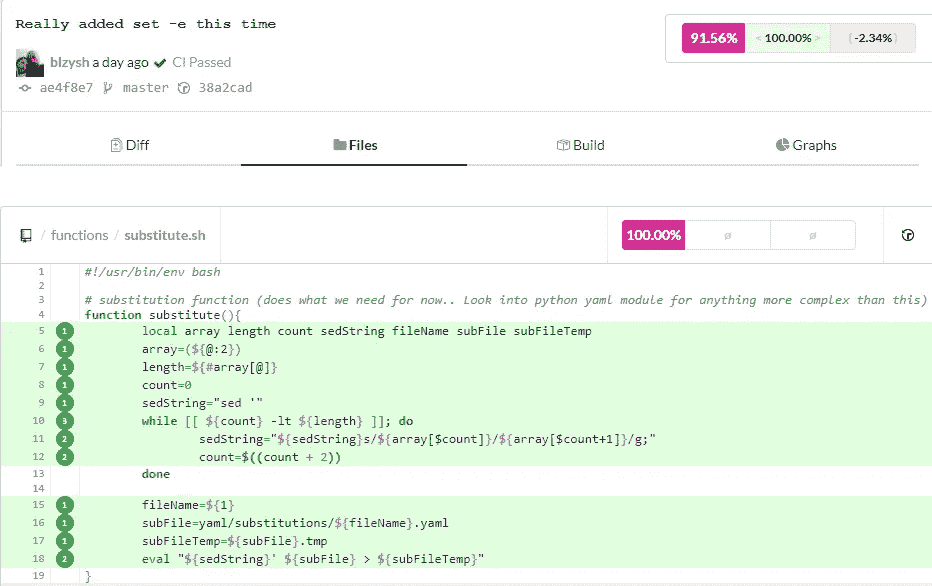 Really added set -e this time
91.56% < 100.00% > ( -2.34% )
blzysh a day ago ✔ CI Passed
ae4f8e7 master 38a2cad
Diff Files Build Graphs
/ functions / substitute.sh 100.00% ø ø
1 #!/usr/bin/env bash
2
3 # substitution function (does what we need for now.. Look into python yaml module for anything more complex than this)
4 function substitute(){
5 1 local array length count sedString fileName subFile subFileTemp
6 1 array=(${@:2})
7 1 length=${#array[@]}
8 1 count=0
9 1 sedString="sed '"
10 3 while [[ ${count} -lt ${length} ]]; do
11 2 sedString="${sedString}s/${array[$count]}/${array[$count+1]}/g;"
12 2 count=$((count + 2))
13 done
14
15 1 fileName=${1}
16 1 subFile=yaml/substitutions/${fileName}.yaml
17 1 subFileTemp=${subFile}.tmp
18 2 eval "${sedString}' ${subFile} > ${subFileTemp}"
19 }